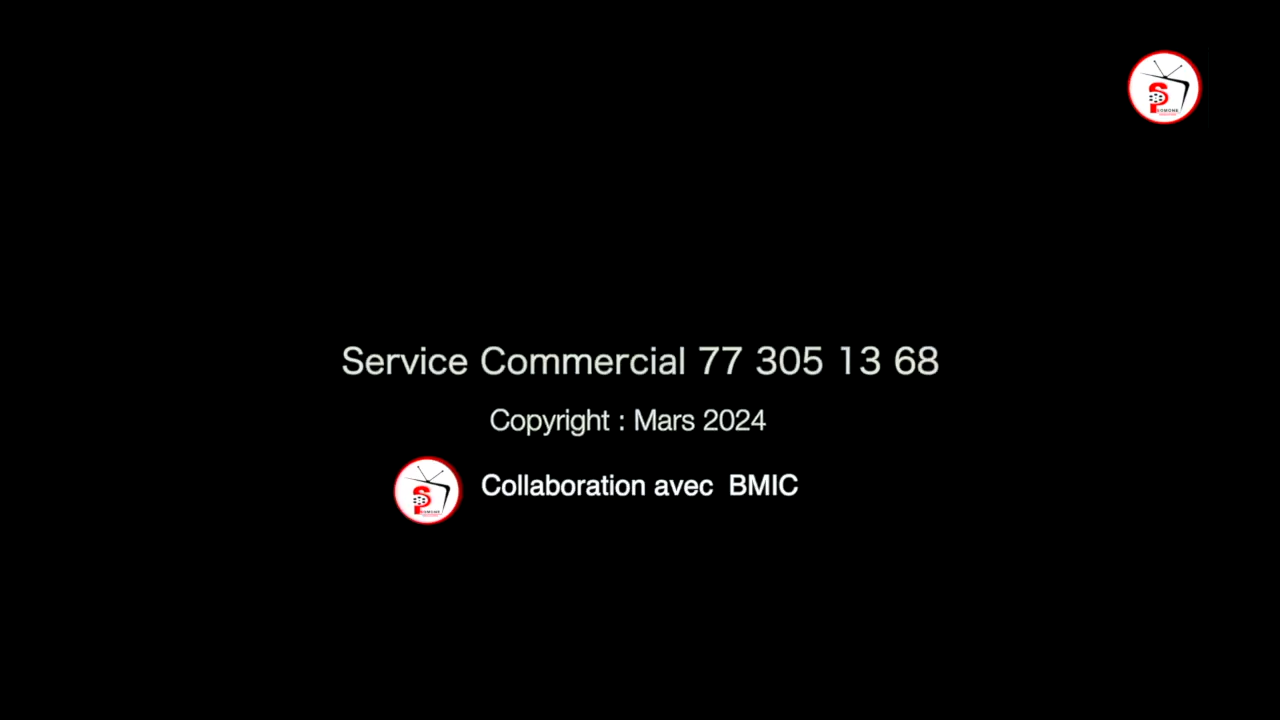 Service Commercial 77 305 13 68
Copyright : Mars 2024
Collaboration avec BMIC